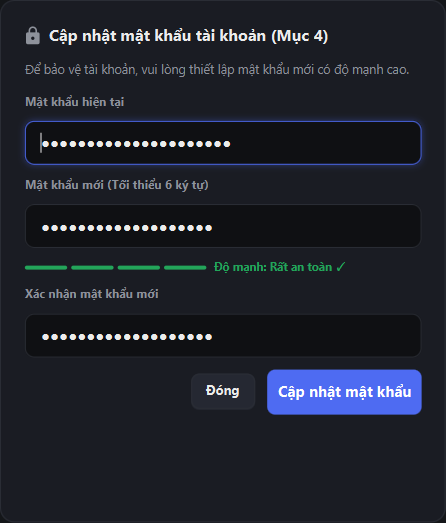 Cập nhật mật khẩu tài khoản (Mục 4)
Để bảo vệ tài khoản, vui lòng thiết lập mật khẩu mới có độ mạnh cao.
Mật khẩu hiện tại
●●●●●●●●●●●●●●●●●●●●●
Mật khẩu mới (Tối thiểu 6 ký tự)
●●●●●●●●●●●●●●●●●●●
Độ mạnh: Rất an toàn ✓
Xác nhận mật khẩu mới
●●●●●●●●●●●●●●●●●●●
Đóng
Cập nhật mật khẩu